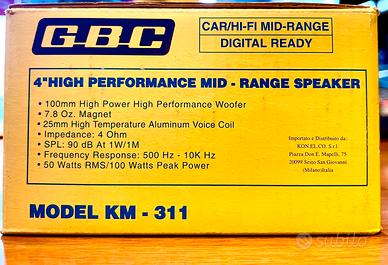 GBC
CAR/HI-FI MID-RANGE
DIGITAL READY
4"HIGH PERFORMANCE MID - RANGE SPEAKER
• 100mm High Power High Performance Woofer
• 7.8 Oz. Magnet
• 25mm High Temperature Aluminum Voice Coil
• Impedance: 4 Ohm
• SPL: 90 dB At 1W/1M
• Frequency Response: 500 Hz - 10K Hz
• 50 Watts RMS/100 Watts Peak Power
Importato e Distribuito da:
KON.EL.CO. S.r.l.
Piazza Don E. Mapelli, 75
20099 Sesto San Giovanni
(Milano)Italia
MODEL KM - 311
subito